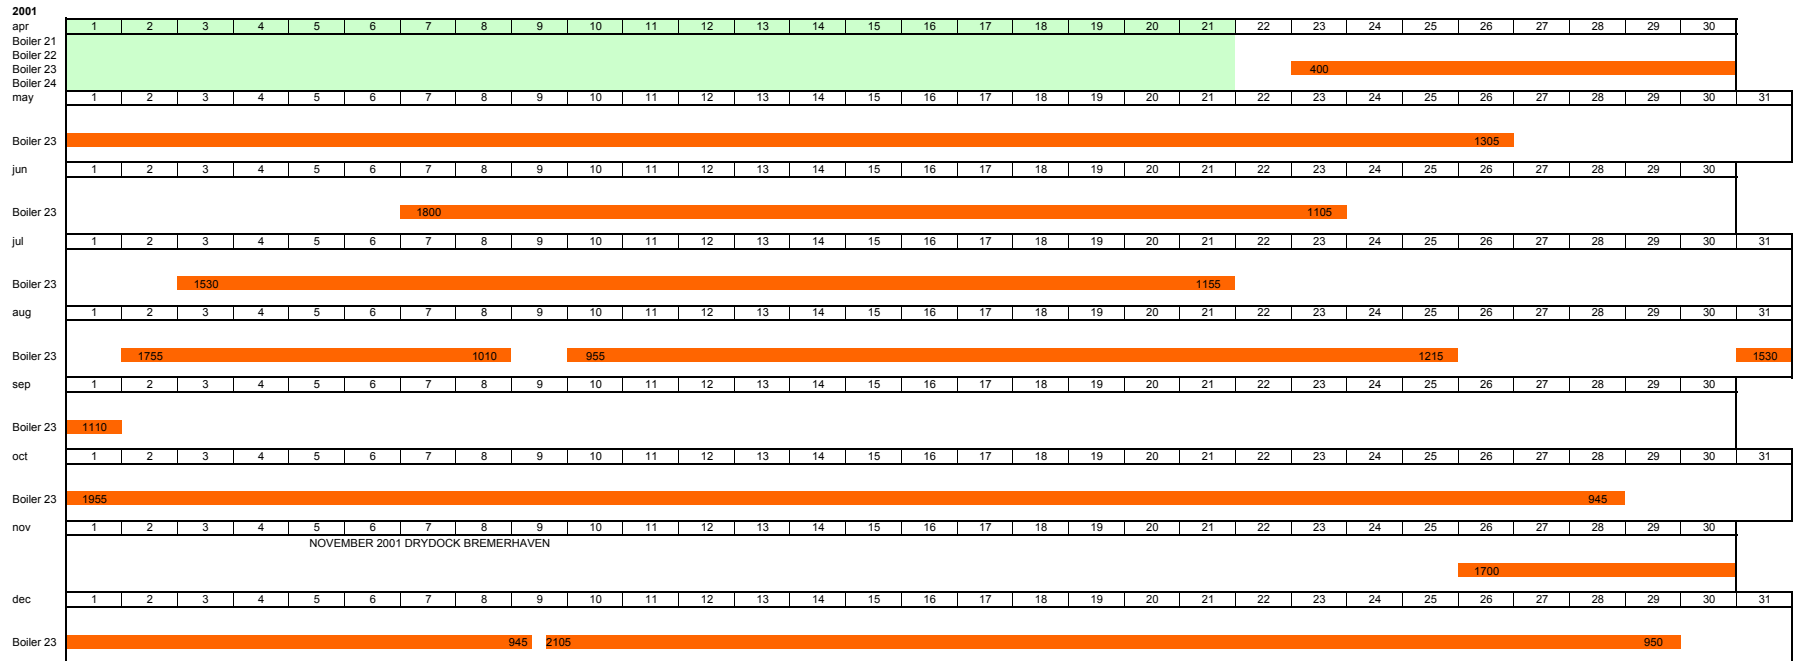 2001
apr 1 2 3 4 5 6 7 8 9 10 11 12 13 14 15 16 17 18 19 20 21 22 23 24 25 26 27 28 29 30
Boiler 21
Boiler 22
Boiler 23 400
Boiler 24
may 1 2 3 4 5 6 7 8 9 10 11 12 13 14 15 16 17 18 19 20 21 22 23 24 25 26 27 28 29 30 31
Boiler 23 1305
jun 1 2 3 4 5 6 7 8 9 10 11 12 13 14 15 16 17 18 19 20 21 22 23 24 25 26 27 28 29 30
Boiler 23 1800 1105
jul 1 2 3 4 5 6 7 8 9 10 11 12 13 14 15 16 17 18 19 20 21 22 23 24 25 26 27 28 29 30 31
Boiler 23 1530 1155
aug 1 2 3 4 5 6 7 8 9 10 11 12 13 14 15 16 17 18 19 20 21 22 23 24 25 26 27 28 29 30 31
Boiler 23 1755 1010 955 1215 1530
sep 1 2 3 4 5 6 7 8 9 10 11 12 13 14 15 16 17 18 19 20 21 22 23 24 25 26 27 28 29 30
Boiler 23 1110
oct 1 2 3 4 5 6 7 8 9 10 11 12 13 14 15 16 17 18 19 20 21 22 23 24 25 26 27 28 29 30 31
Boiler 23 1955 945
nov 1 2 3 4 5 6 7 8 9 10 11 12 13 14 15 16 17 18 19 20 21 22 23 24 25 26 27 28 29 30
NOVEMBER 2001 DRYDOCK BREMERHAVEN
1700
dec 1 2 3 4 5 6 7 8 9 10 11 12 13 14 15 16 17 18 19 20 21 22 23 24 25 26 27 28 29 30 31
Boiler 23 945 2105 950